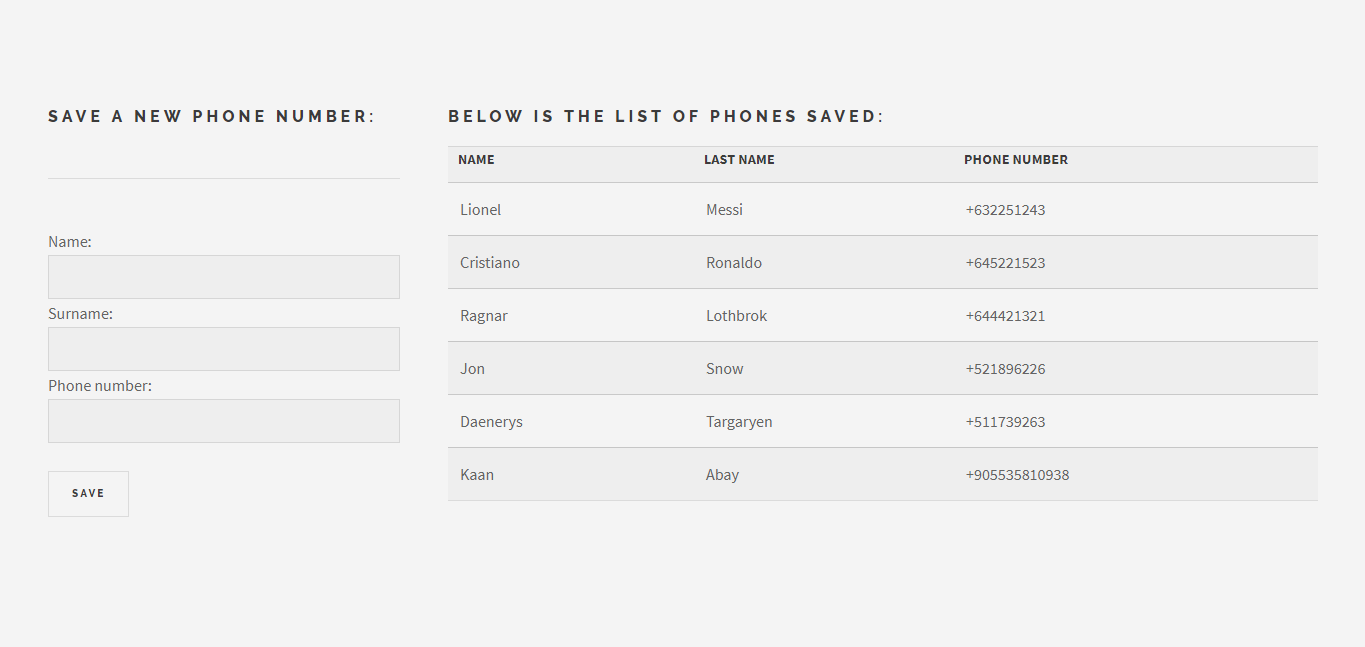 SAVE A NEW PHONE NUMBER:
Name:
Surname:
Phone number:
SAVE
BELOW IS THE LIST OF PHONES SAVED:
NAME LAST NAME PHONE NUMBER
Lionel Messi +632251243
Cristiano Ronaldo +645221523
Ragnar Lothbrok +644421321
Jon Snow +521896226
Daenerys Targaryen +511739263
Kaan Abay +905535810938